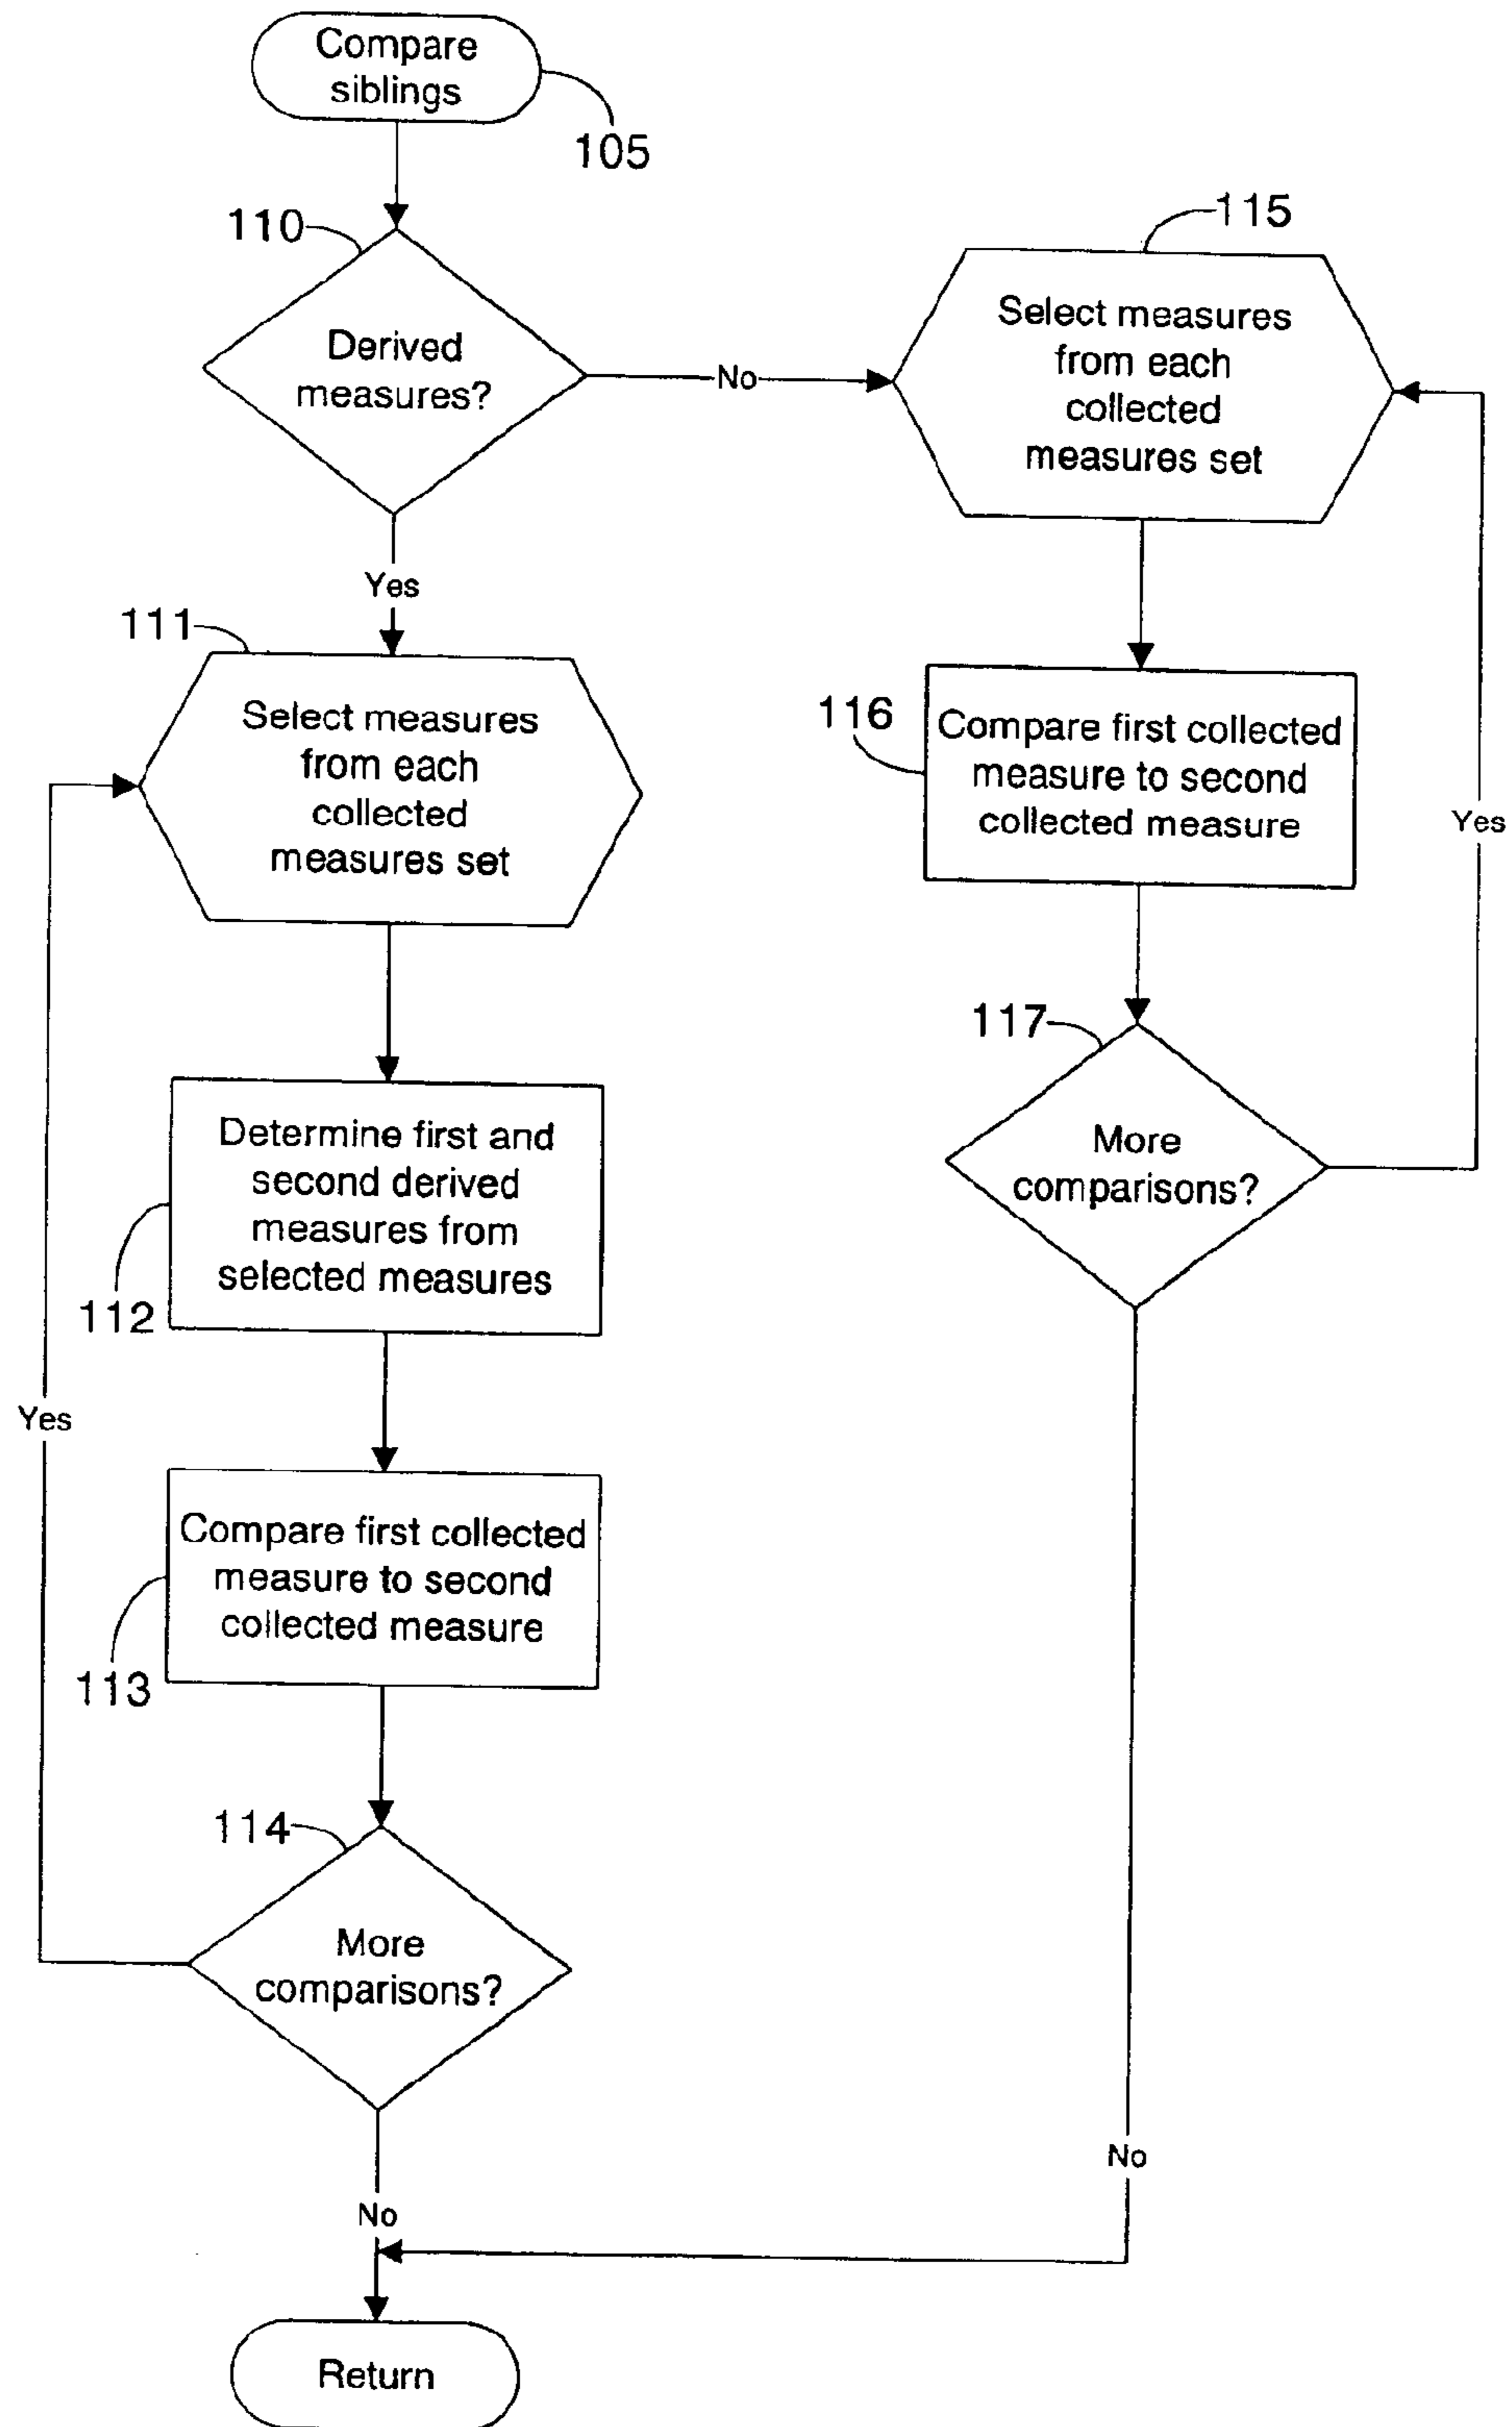 Compare
siblings
105
110
Derived
measures?
No
115
Select measures
from each
collected
measures set
Yes
111
Select measures
from each
collected
measures set
116
Compare first collected
measure to second
collected measure
Yes
117
More
comparisons?
112
Determine first and
second derived
measures from
selected measures
Yes
113
Compare first collected
measure to second
collected measure
114
More
comparisons?
No
No
Return